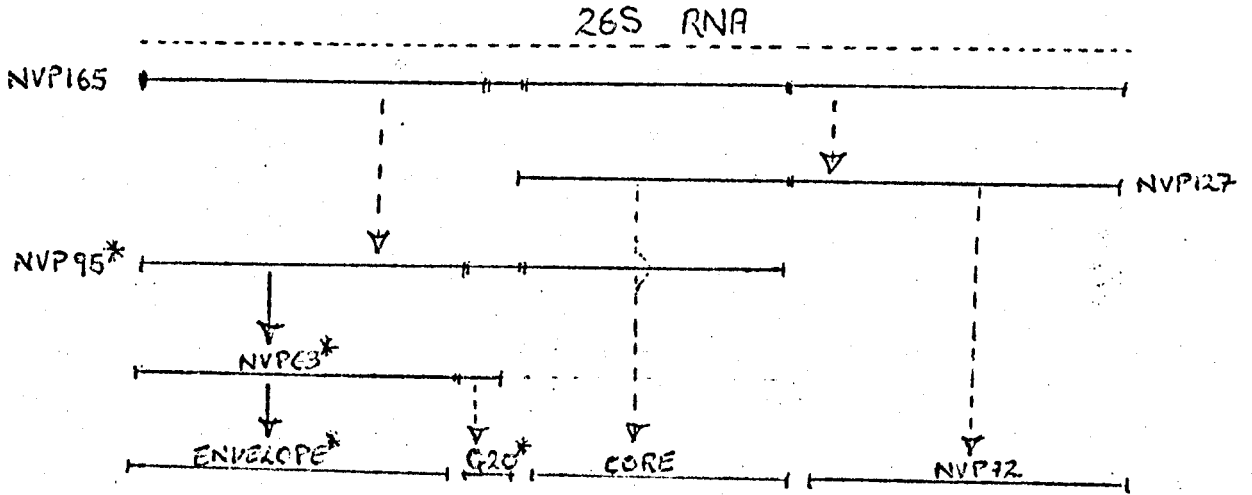 26S RNA
NVP165
NVP127
NVP95*
NVP63*
ENVELOPE* G20* CORE NVP72